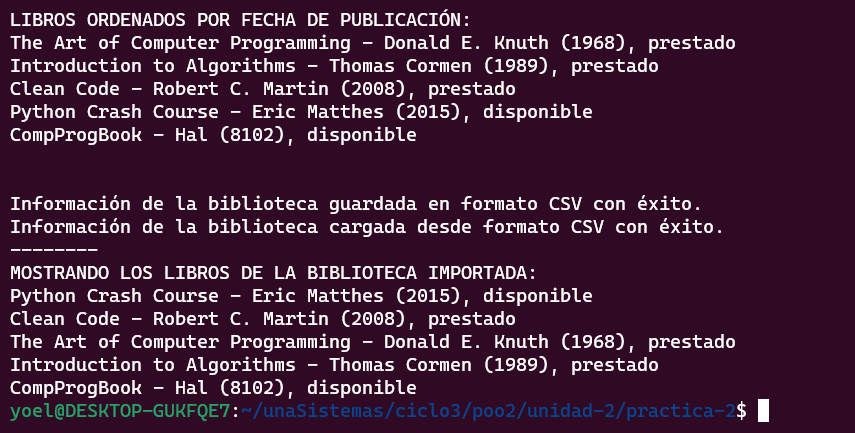 LIBROS ORDENADOS POR FECHA DE PUBLICACIÓN:
The Art of Computer Programming - Donald E. Knuth (1968), prestado
Introduction to Algorithms - Thomas Cormen (1989), prestado
Clean Code - Robert C. Martin (2008), prestado
Python Crash Course - Eric Matthes (2015), disponible
CompProgBook - Hal (8102), disponible
Información de la biblioteca guardada en formato CSV con éxito.
Información de la biblioteca cargada desde formato CSV con éxito.
--------
MOSTRANDO LOS LIBROS DE LA BIBLIOTECA IMPORTADA:
Python Crash Course - Eric Matthes (2015), disponible
Clean Code - Robert C. Martin (2008), prestado
The Art of Computer Programming - Donald E. Knuth (1968), prestado
Introduction to Algorithms - Thomas Cormen (1989), prestado
CompProgBook - Hal (8102), disponible
yoel@DESKTOP-GUKFQE7:~/unaSistemas/ciclo3/poo2/unidad-2/practica-2$